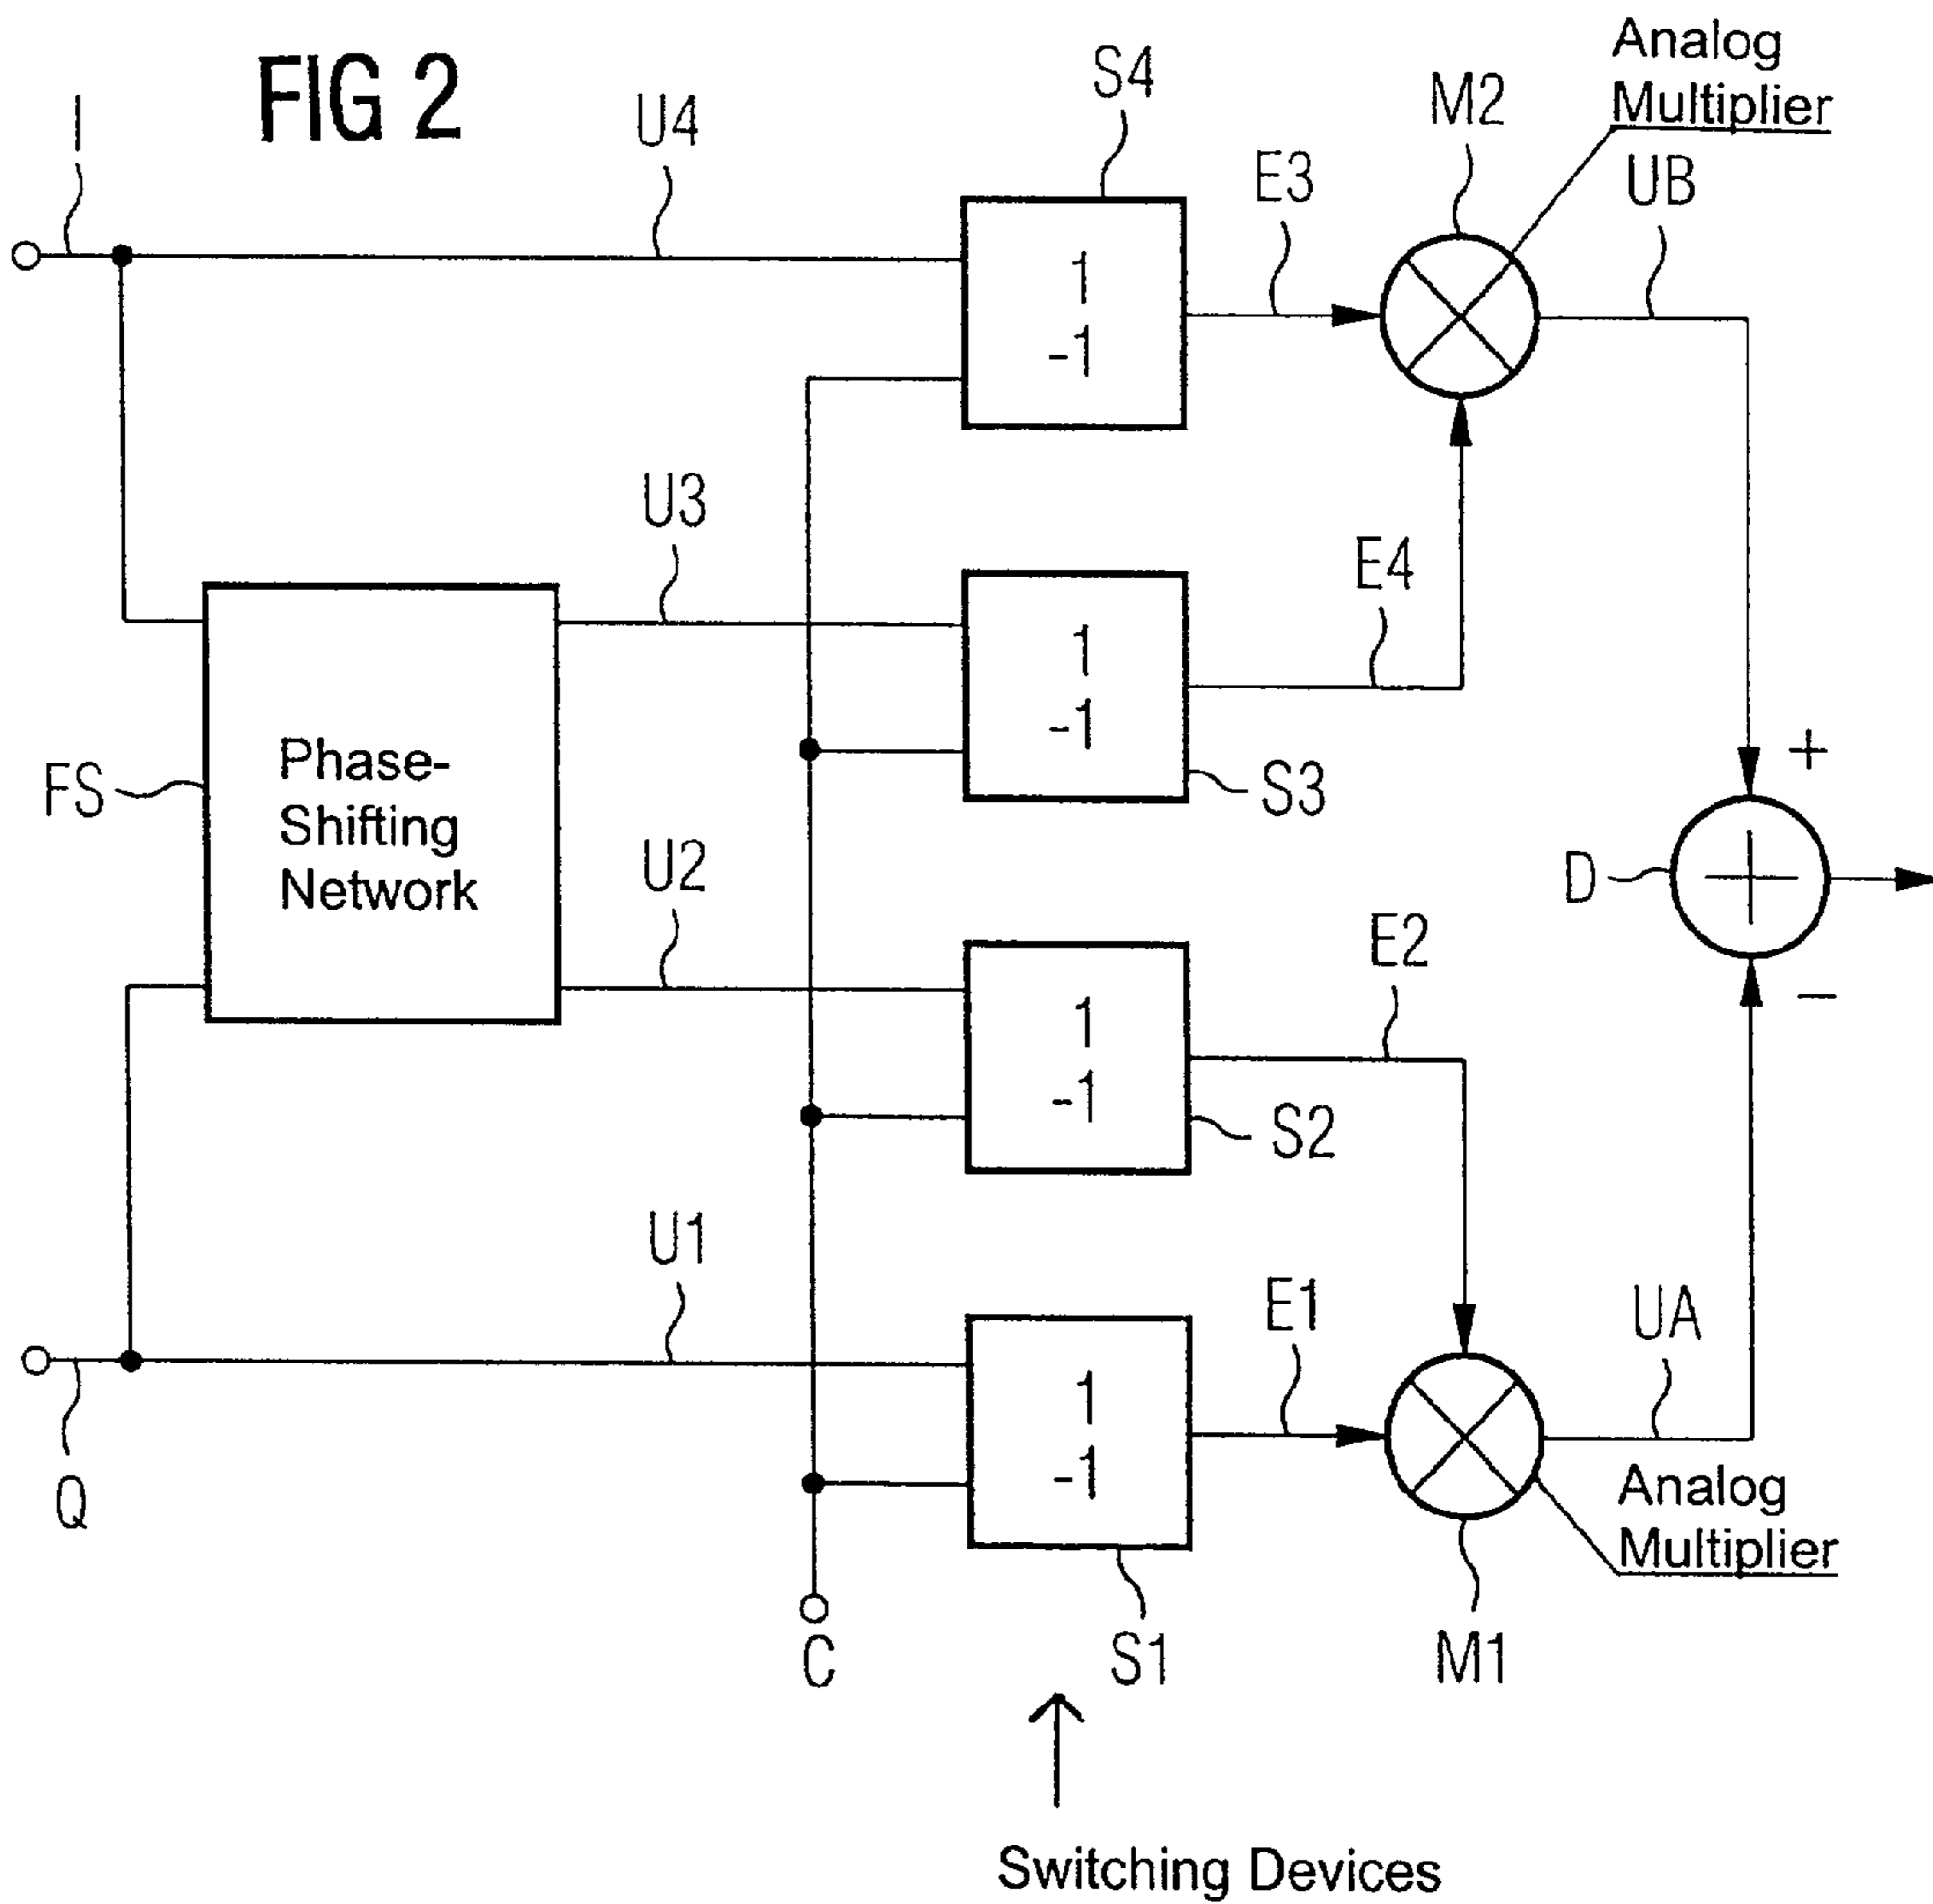 FIG 2
Analog
Multiplier
I
U4
S4
E3
M2
UB
1
-1
U3
E4
1
-1
S3
FS
Phase-
Shifting
Network
+
D
−
U2
E2
1
-1
S2
U1
E1
UA
1
-1
Q
C
S1
M1
Analog
Multiplier
Switching Devices